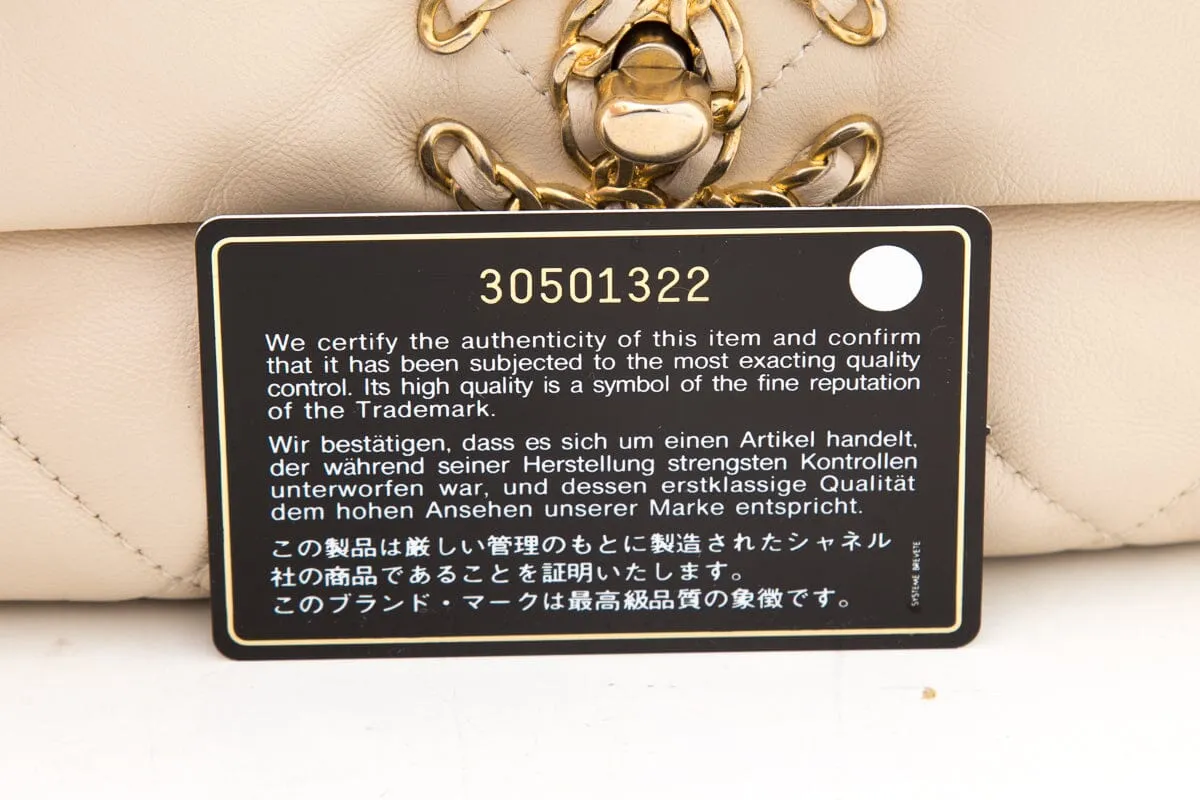 30501322
We certify the authenticity of this item and confirm
that it has been subjected to the most exacting quality
control. Its high quality is a symbol of the fine reputation
of the Trademark.
Wir bestätigen, dass es sich um einen Artikel handelt,
der während seiner Herstellung strengsten Kontrollen
unterworfen war, und dessen erstklassige Qualität
dem hohen Ansehen unserer Marke entspricht.
この製品は厳しい管理のもとに製造されたシャネル
社の商品であることを証明いたします。
このブランド・マークは最高級品質の象徴です。
SYSTEME BREVETE